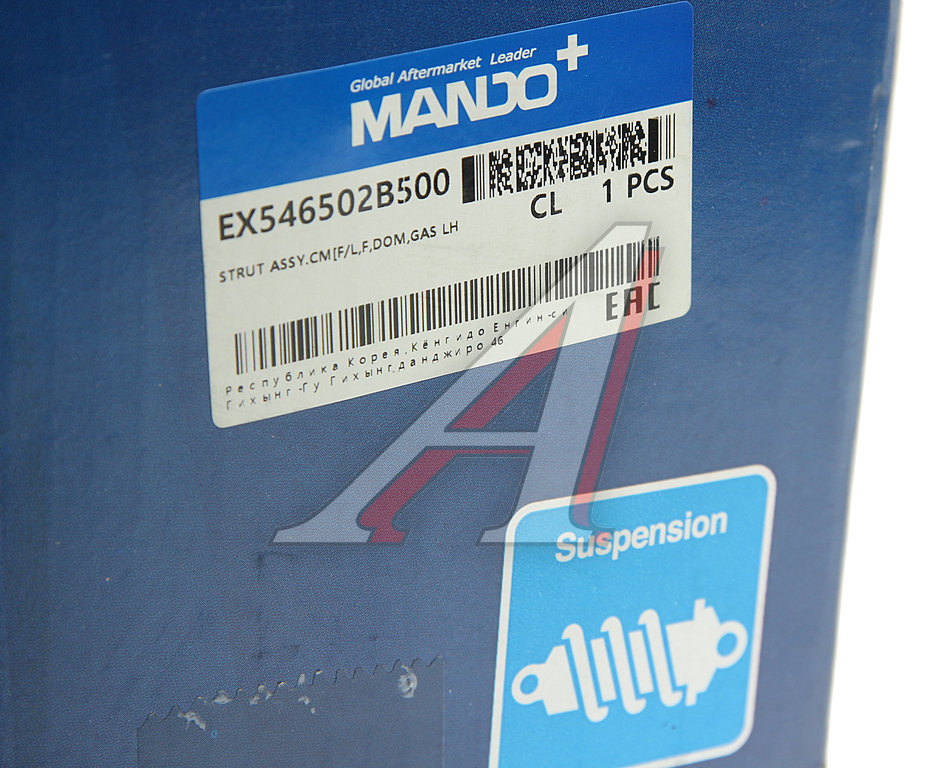 Global Aftermarket Leader
MANDO+
EX546502B500
CL 1 PCS
STRUT ASSY.CM[F/L,F,DOM,GAS LH
EAC
Республика Корея,Кёнгидо Енгин-си
Гихынг-Гу Гихынг,данджиро 46
Suspension